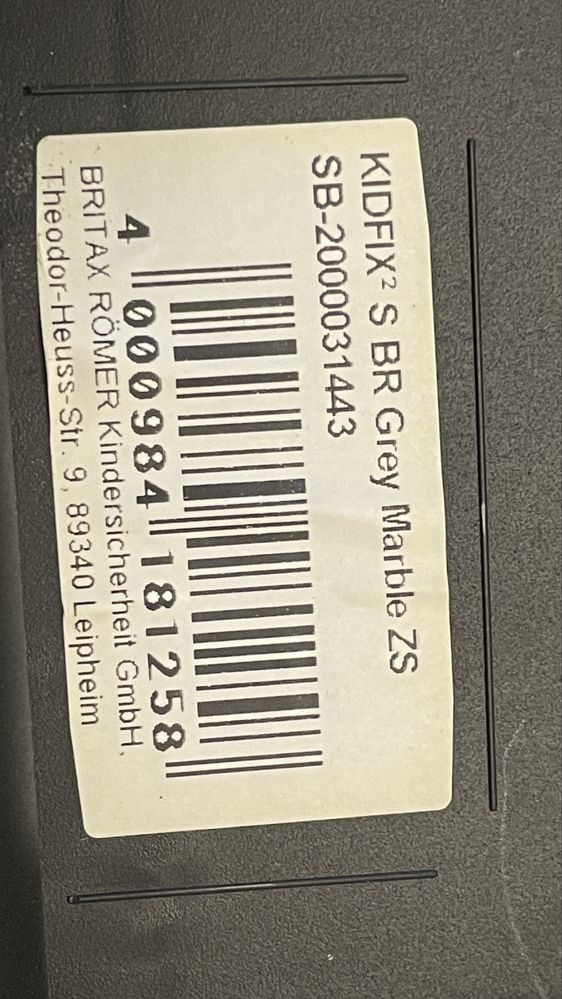 KIDFIX² S BR Grey Marble ZS
SB-2000031443
4 000984 181258
BRITAX RÖMER Kindersicherheit GmbH,
Theodor-Heuss-Str. 9, 89340 Leipheim